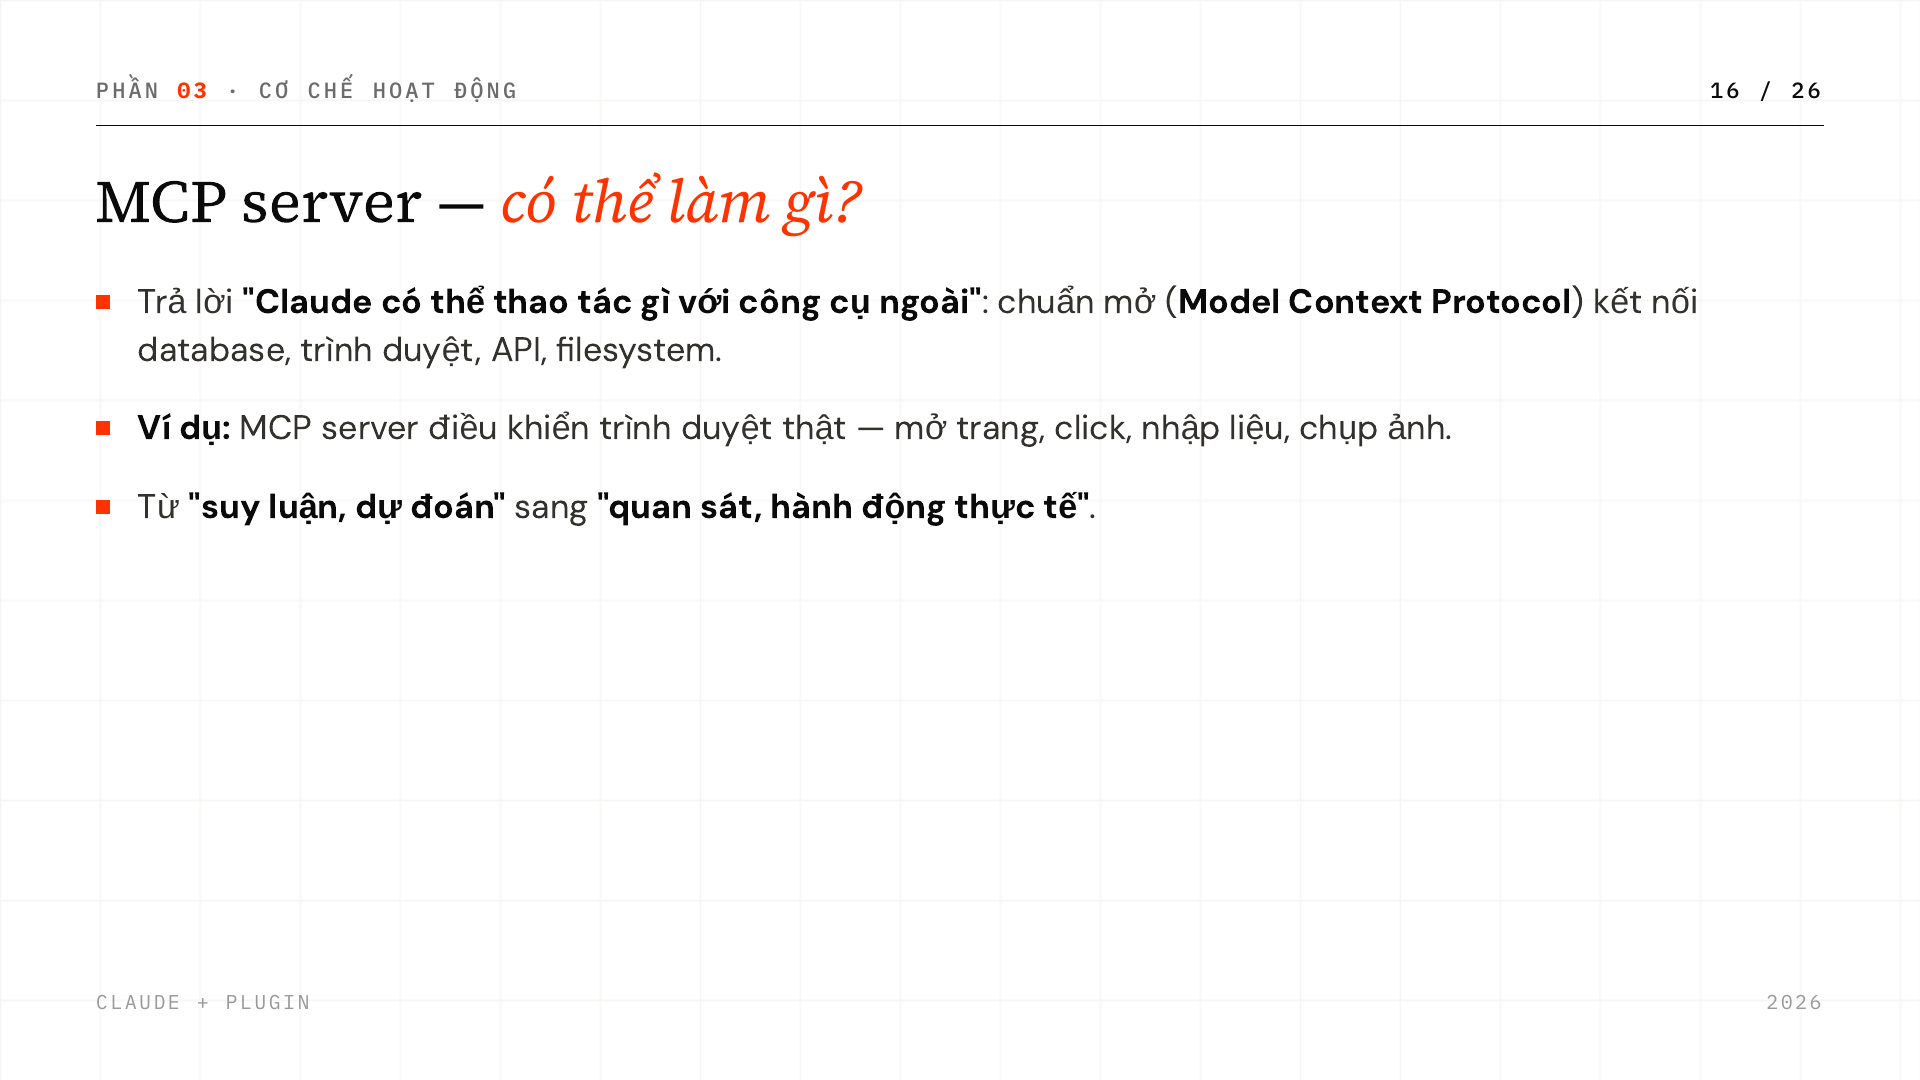 PHẦN 03 · CƠ CHẾ HOẠT ĐỘNG
16 / 26
MCP server — có thể làm gì?
Trả lời "Claude có thể thao tác gì với công cụ ngoài": chuẩn mở (Model Context Protocol) kết nối
database, trình duyệt, API, filesystem.
Ví dụ: MCP server điều khiển trình duyệt thật — mở trang, click, nhập liệu, chụp ảnh.
Từ "suy luận, dự đoán" sang "quan sát, hành động thực tế".
CLAUDE + PLUGIN
2026